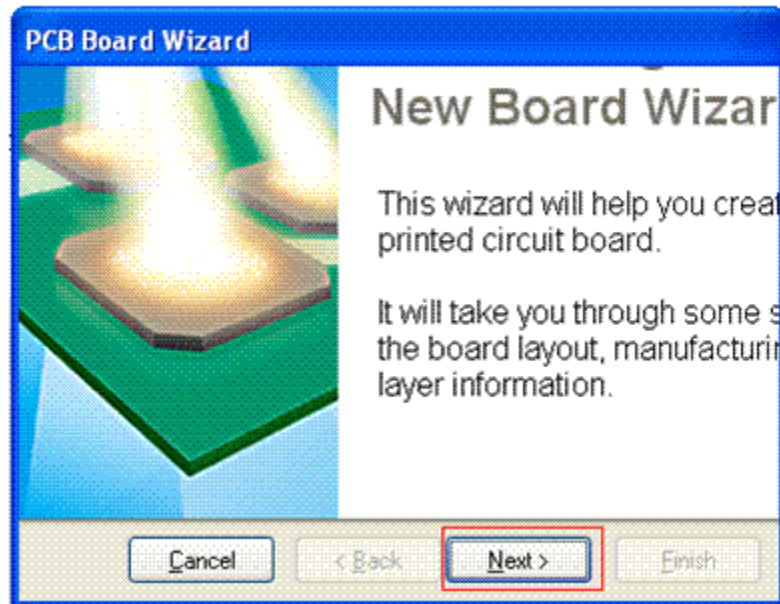 PCB Board Wizard
New Board Wizar
This wizard will help you creat
printed circuit board.
It will take you through some s
the board layout, manufacturin
layer information.
Cancel
< Back
Next >
Finish